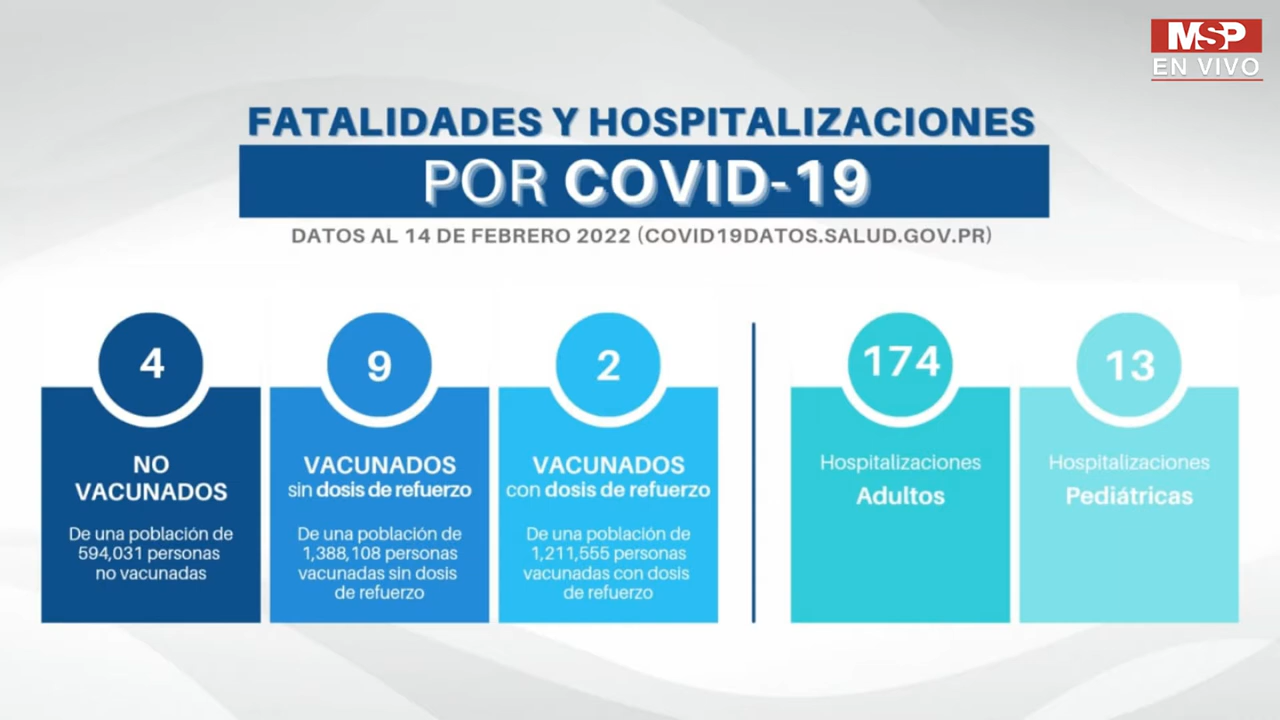 MSP
EN VIVO
FATALIDADES Y HOSPITALIZACIONES
POR COVID-19
DATOS AL 14 DE FEBRERO 2022 (COVID19DATOS.SALUD.GOV.PR)
4
NO
VACUNADOS
De una población de
594,031 personas
no vacunadas
9
VACUNADOS
sin dosis de refuerzo
De una población de
1,388,108 personas
vacunadas sin dosis
de refuerzo
2
VACUNADOS
con dosis de refuerzo
De una población de
1,211,555 personas
vacunadas con dosis
de refuerzo
174
Hospitalizaciones
Adultos
13
Hospitalizaciones
Pediátricas